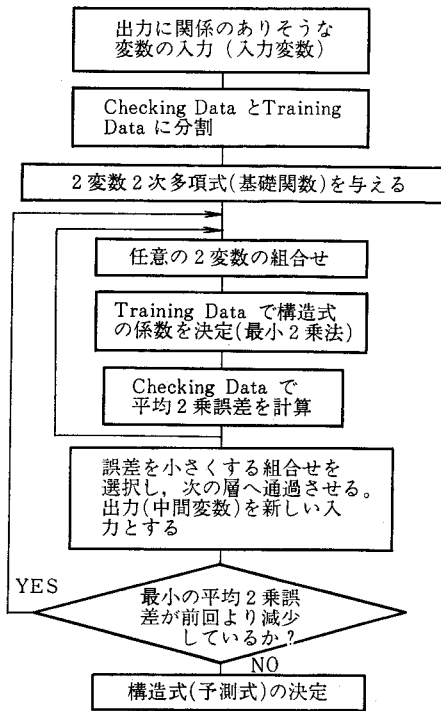 出力に関係のありそうな
変数の入力(入力変数)
Checking Data とTraining
Data に分割
2変数2次多項式(基礎関数)を与える
任意の2変数の組合せ
Training Data で構造式
の係数を決定(最小2乗法)
Checking Data で
平均2乗誤差を計算
誤差を小さくする組合せを
選択し，次の層へ通過させる。
出力(中間変数)を新しい入
力とする
YES
最小の平均2乗誤
差が前回より減少
しているか？
NO
構造式(予測式)の決定